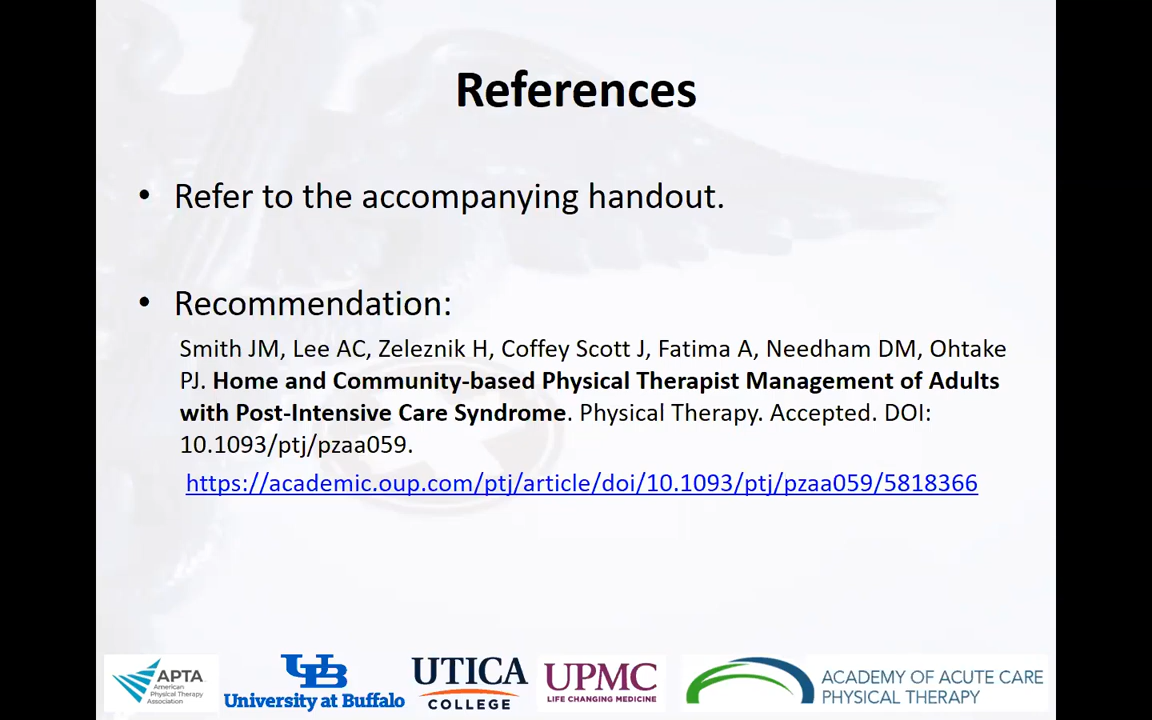 References
• Refer to the accompanying handout.
• Recommendation:
Smith JM, Lee AC, Zeleznik H, Coffey Scott J, Fatima A, Needham DM, Ohtake
PJ. Home and Community-based Physical Therapist Management of Adults
with Post-Intensive Care Syndrome. Physical Therapy. Accepted. DOI:
10.1093/ptj/pzaa059.
https://academic.oup.com/ptj/article/doi/10.1093/ptj/pzaa059/5818366
APTA
American
Physical Therapy
Association
UB
University at Buffalo
UTICA
COLLEGE
UPMC
LIFE CHANGING MEDICINE
ACADEMY OF ACUTE CARE
PHYSICAL THERAPY